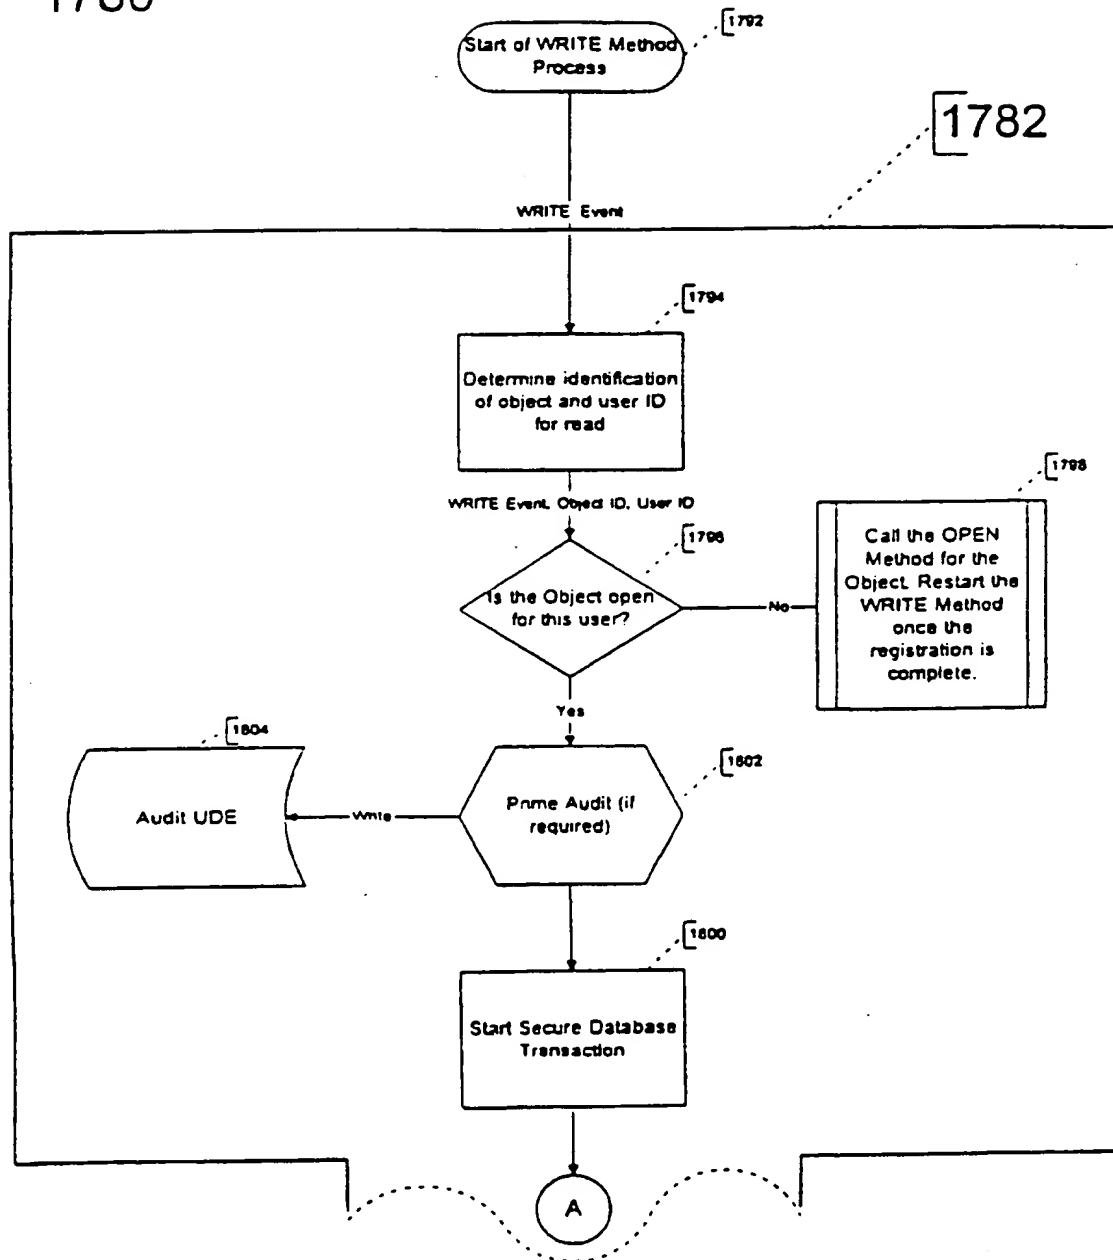 1780
Start of WRITE Method
Process
1792
1782
WRITE Event
1794
Determine identification
of object and user ID
for read
WRITE Event, Object ID, User ID
1796
1798
Is the Object open
for this user?
No
Call the OPEN
Method for the
Object. Restart the
WRITE Method
once the
registration is
complete.
Yes
1804
1802
Audit UDE
Write
Prime Audit (if
required)
1800
Start Secure Database
Transaction
A